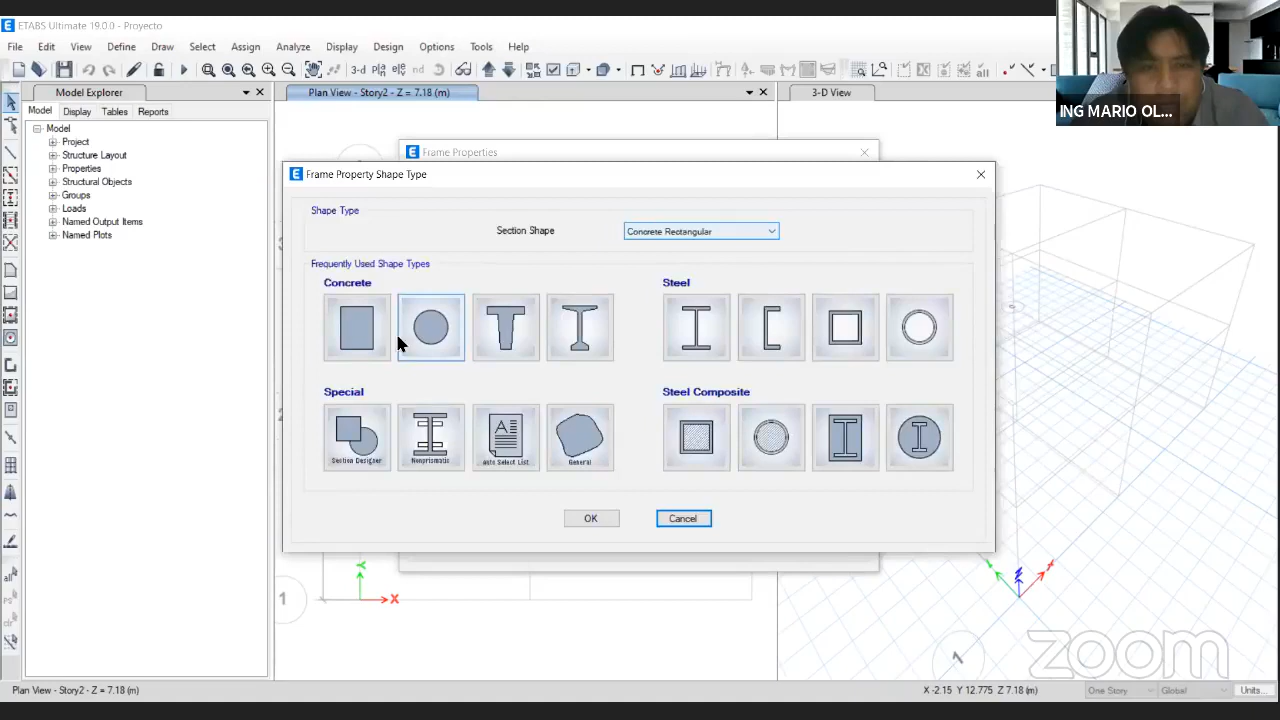 ETABS Ultimate 19.0.0 - Proyecto
File Edit View Define Draw Select Assign Analyze Display Design Options Tools Help
ING MARIO OL...
3-d
nd
all
Model Explorer
Plan View - Story2 - Z = 7.18 (m)
3-D View
Model Display Tables Reports
Model
Project
Structure Layout
Properties
Structural Objects
Groups
Loads
Named Output Items
Named Plots
Frame Properties
Frame Property Shape Type
Shape Type
Section Shape
Concrete Rectangular
Frequently Used Shape Types
Concrete
Steel
Special
Steel Composite
Section Designer
Nonprismatic
Auto Select List
General
OK
Cancel
all
clr
1
Y
X
zoom
Plan View - Story2 - Z = 7.18 (m)
X -2.15 Y 12.775 Z 7.18 (m)
One Story
Global
Units...